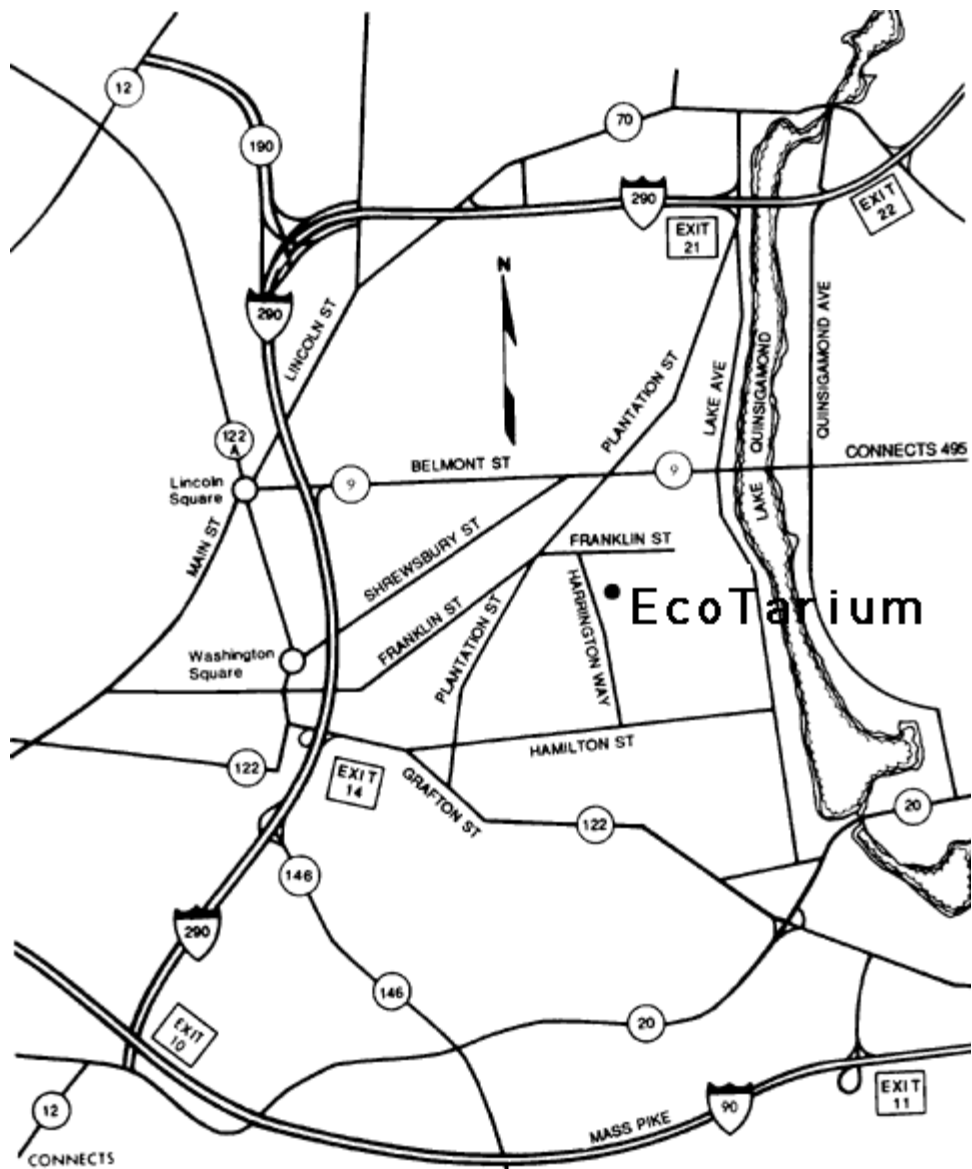 12
190
70
290
EXIT
21
EXIT
22
N
290
LINCOLN ST
PLANTATION ST
LAKE AVE
LAKE QUINSIGAMOND
QUINSIGAMOND AVE
122
A
Lincoln
Square
9
BELMONT ST
9
CONNECTS 495
MAIN ST
SHREWSBURY ST
FRANKLIN ST
FRANKLIN ST
PLANTATION ST
HARRINGTON WAY
EcoTarium
Washington
Square
122
EXIT
14
HAMILTON ST
GRAFTON ST
122
20
146
290
146
20
EXIT
10
12
CONNECTS
MASS PIKE
90
EXIT
11